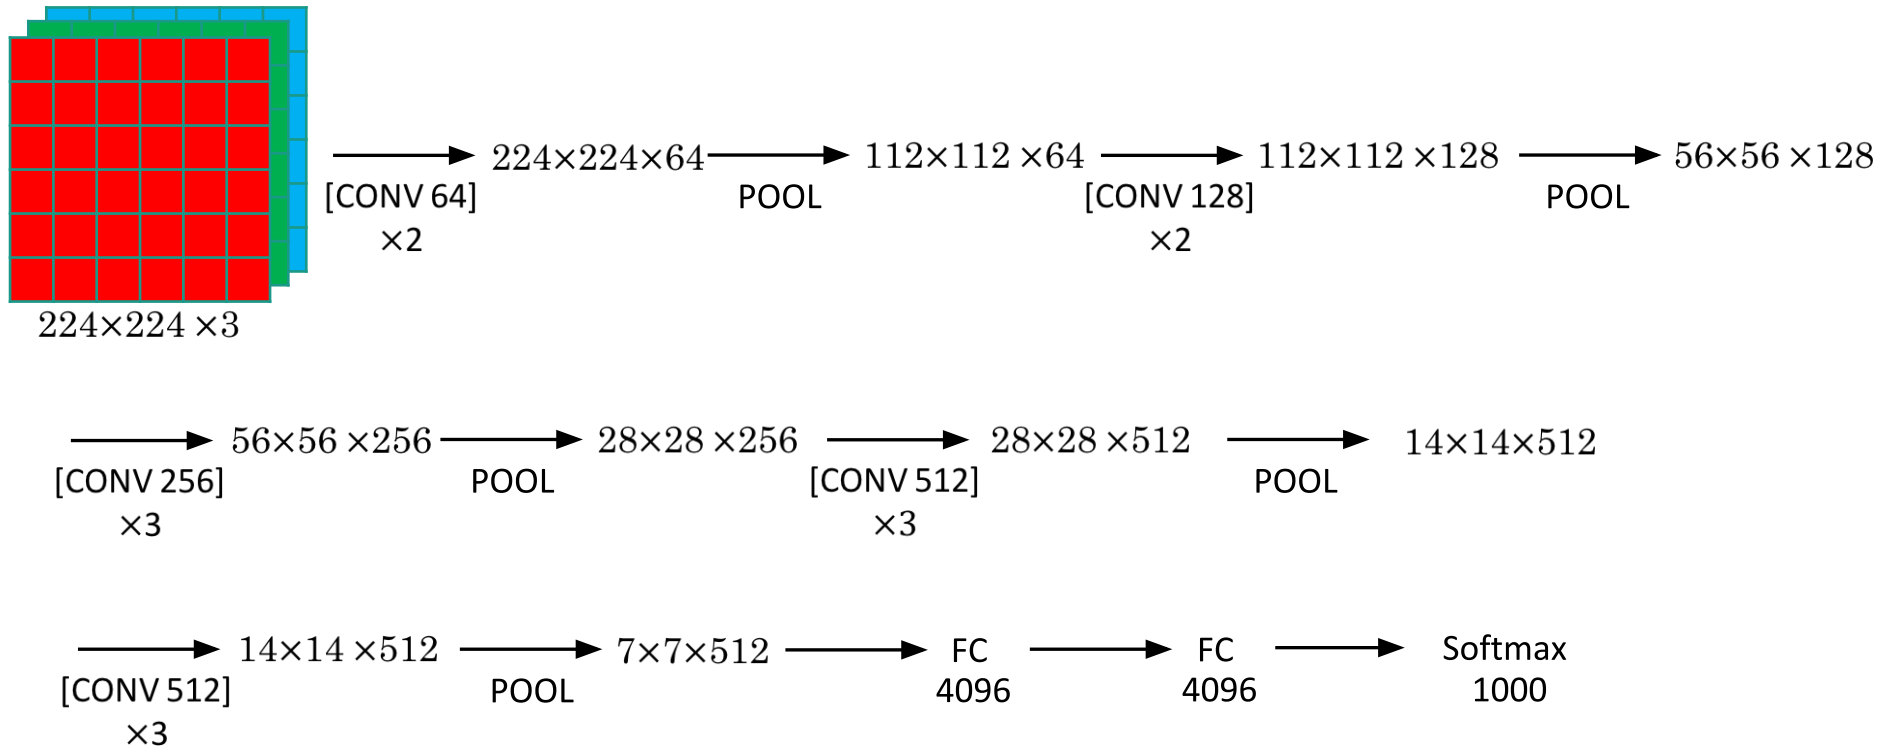 224×224×64 112×112 ×64 112×112 ×128 56×56 ×128
[CONV 64] POOL [CONV 128] POOL
×2 ×2
224×224 ×3
56×56 ×256 28×28 ×256 28×28 ×512 14×14×512
[CONV 256] POOL [CONV 512] POOL
×3 ×3
14×14 ×512 7×7×512 FC FC Softmax
[CONV 512] POOL 4096 4096 1000
×3